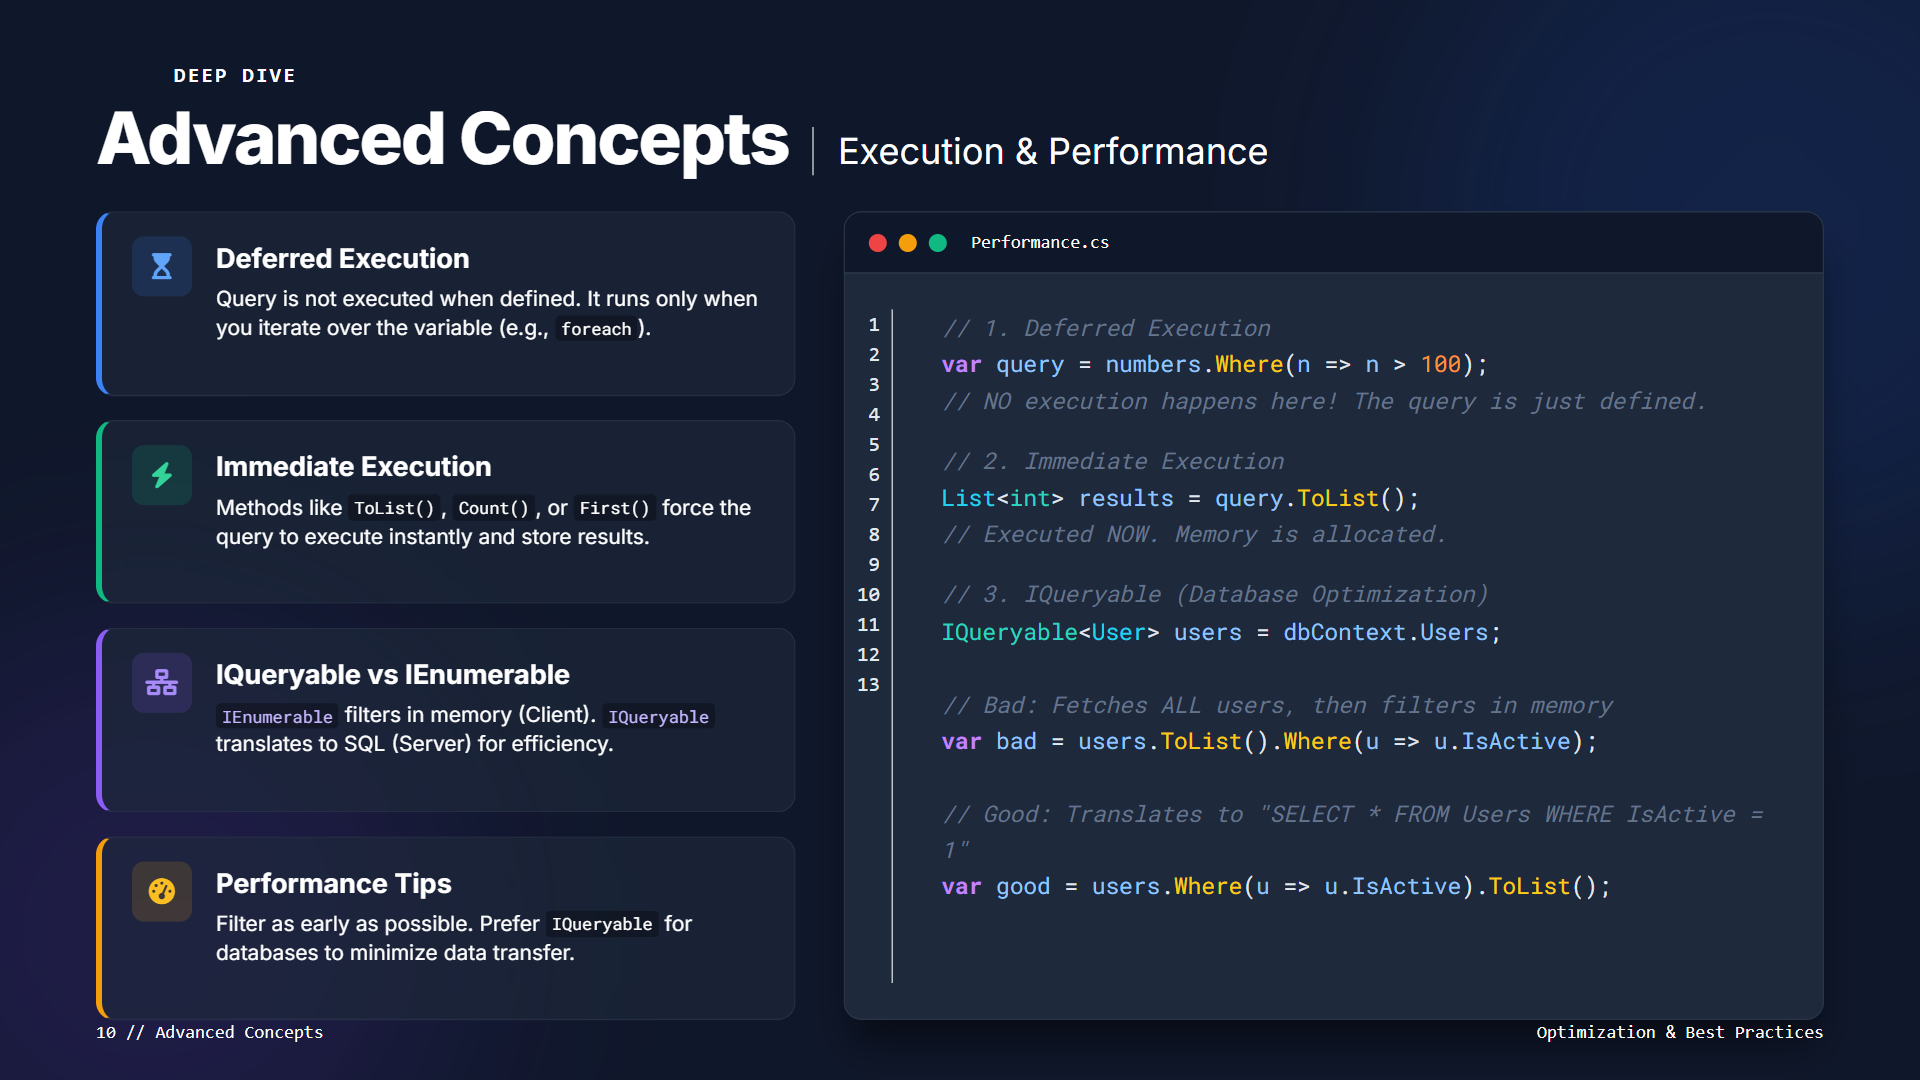 DEEP DIVE
Advanced Concepts
Execution & Performance
Deferred Execution
Query is not executed when defined. It runs only when
you iterate over the variable (e.g., foreach ).
Immediate Execution
Methods like ToList() , Count() , or First() force the
query to execute instantly and store results.
IQueryable vs IEnumerable
IEnumerable filters in memory (Client). IQueryable
translates to SQL (Server) for efficiency.
Performance Tips
Filter as early as possible. Prefer IQueryable for
databases to minimize data transfer.
Performance.cs
1
2
3
4
5
6
7
8
9
10
11
12
13
// 1. Deferred Execution
var query = numbers.Where(n => n > 100);
// NO execution happens here! The query is just defined.
// 2. Immediate Execution
List<int> results = query.ToList();
// Executed NOW. Memory is allocated.
// 3. IQueryable (Database Optimization)
IQueryable<User> users = dbContext.Users;
// Bad: Fetches ALL users, then filters in memory
var bad = users.ToList().Where(u => u.IsActive);
// Good: Translates to "SELECT * FROM Users WHERE IsActive =
1"
var good = users.Where(u => u.IsActive).ToList();
10 // Advanced Concepts
Optimization & Best Practices